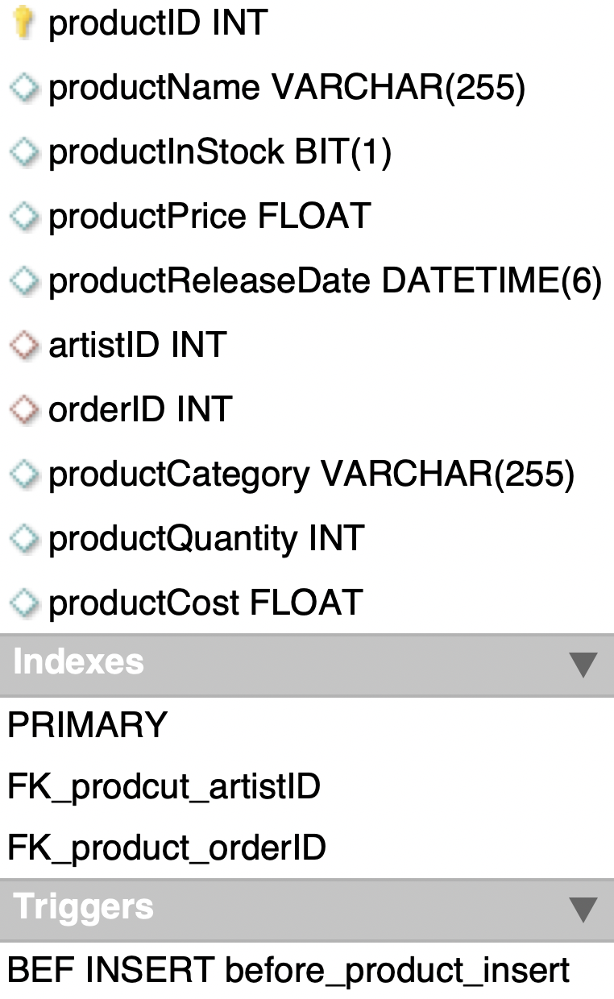 productID INT
productName VARCHAR(255)
productInStock BIT(1)
productPrice FLOAT
productReleaseDate DATETIME(6)
artistID INT
orderID INT
productCategory VARCHAR(255)
productQuantity INT
productCost FLOAT
Indexes
PRIMARY
FK_prodcut_artistID
FK_product_orderID
Triggers
BEF INSERT before_product_insert